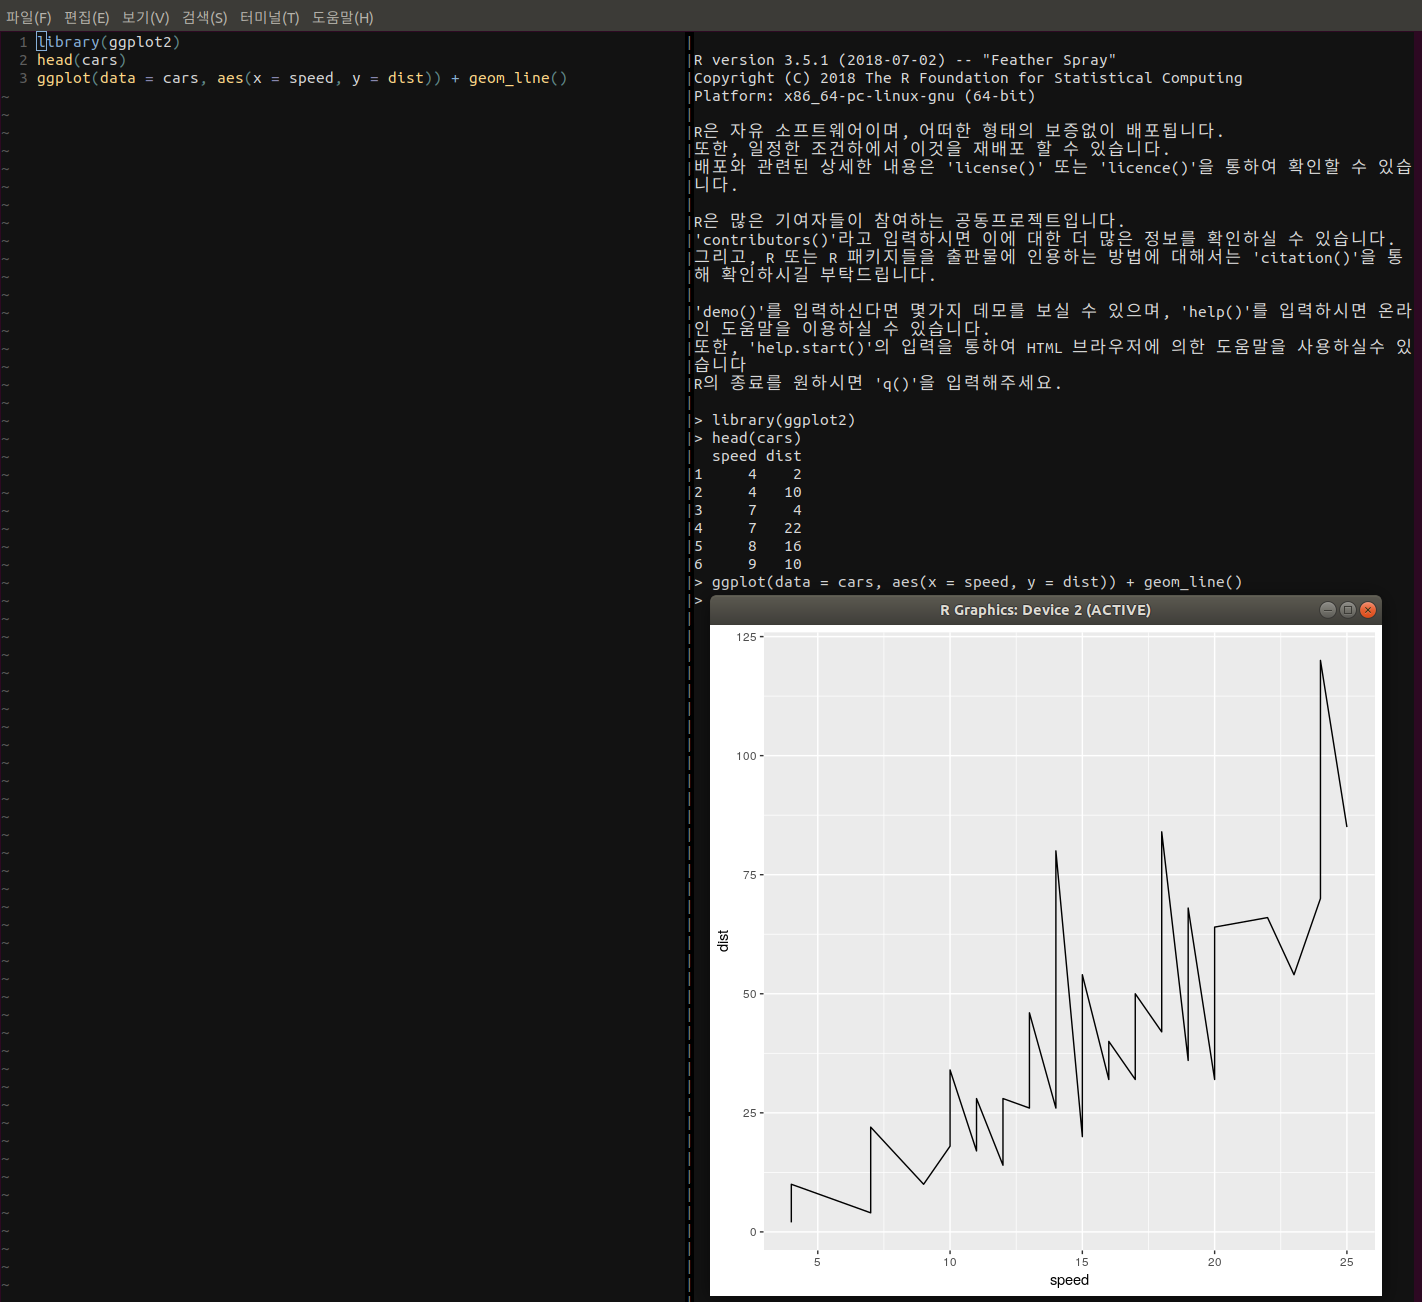 파일(F) 편집(E) 보기(V) 검색(S) 터미널(T) 도움말(H)
1 library(ggplot2)
2 head(cars)
3 ggplot(data = cars, aes(x = speed, y = dist)) + geom_line()
R version 3.5.1 (2018-07-02) -- "Feather Spray"
Copyright (C) 2018 The R Foundation for Statistical Computing
Platform: x86_64-pc-linux-gnu (64-bit)
R은 자유 소프트웨어이며, 어떠한 형태의 보증없이 배포됩니다.
또한, 일정한 조건하에서 이것을 재배포 할 수 있습니다.
배포와 관련된 상세한 내용은 'license()' 또는 'licence()'을 통하여 확인할 수 있습
니다.
R은 많은 기여자들이 참여하는 공동프로젝트입니다.
'contributors()'라고 입력하시면 이에 대한 더 많은 정보를 확인하실 수 있습니다.
그리고, R 또는 R 패키지들을 출판물에 인용하는 방법에 대해서는 'citation()'을 통
해 확인하시길 부탁드립니다.
'demo()'를 입력하신다면 몇가지 데모를 보실 수 있으며, 'help()'를 입력하시면 온라
인 도움말을 이용하실 수 있습니다.
또한, 'help.start()'의 입력을 통하여 HTML 브라우저에 의한 도움말을 사용하실수 있
습니다
R의 종료를 원하시면 'q()'을 입력해주세요.
> library(ggplot2)
> head(cars)
speed dist
1 4 2
2 4 10
3 7 4
4 7 22
5 8 16
6 9 10
> ggplot(data = cars, aes(x = speed, y = dist)) + geom_line()
>
R Graphics: Device 2 (ACTIVE)
125
100
75
50
25
0
dist
5 10 15 20 25
speed